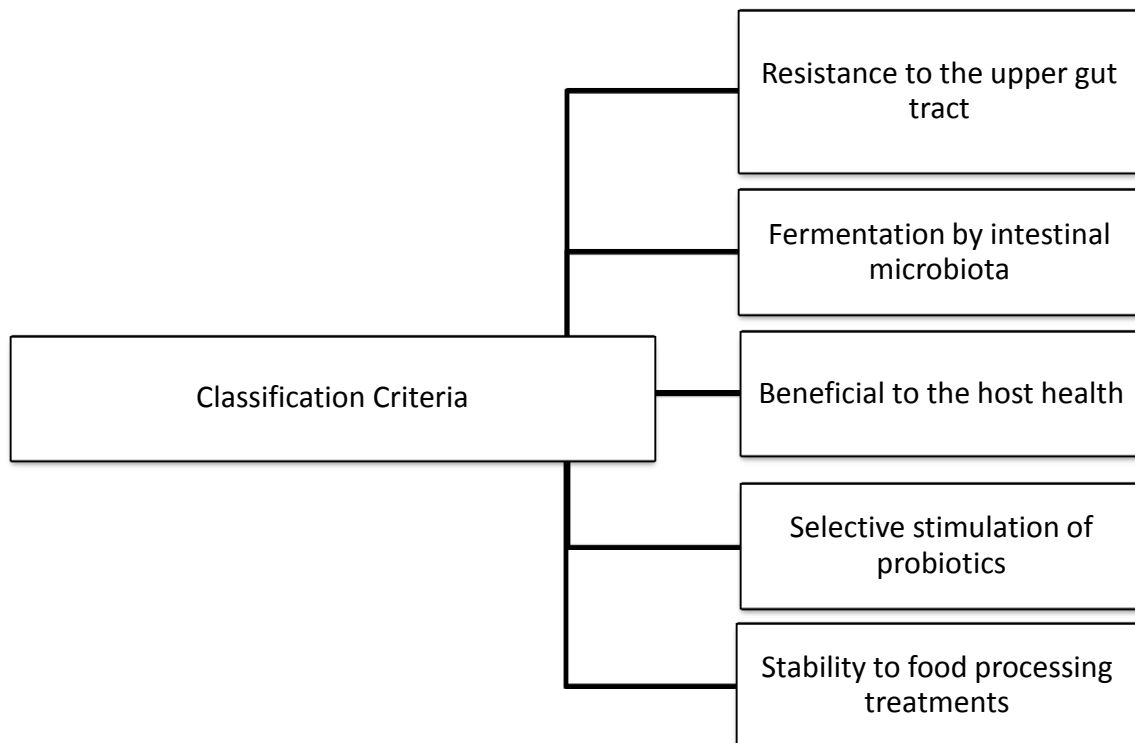 Resistance to the upper gut
tract
Fermentation by intestinal
microbiota
Classification Criteria
Beneficial to the host health
Selective stimulation of
probiotics
Stability to food processing
treatments